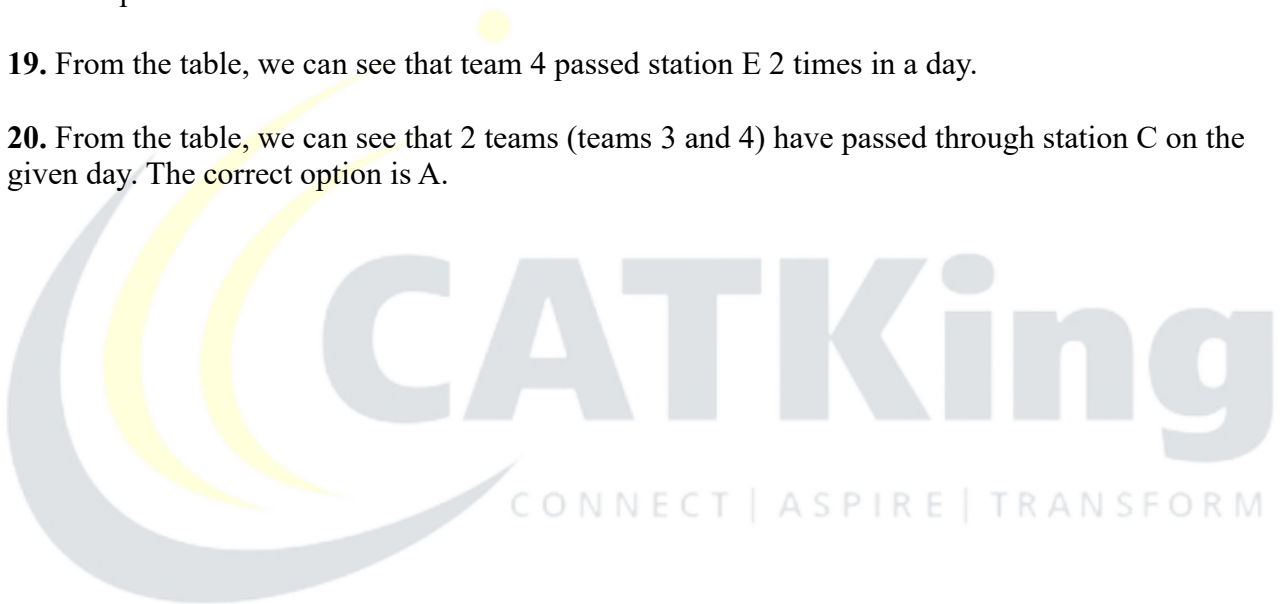 19. From the table, we can see that team 4 passed station E 2 times in a day.
20. From the table, we can see that 2 teams (teams 3 and 4) have passed through station C on the
given day. The correct option is A.
CATKing
CONNECT | ASPIRE | TRANSFORM